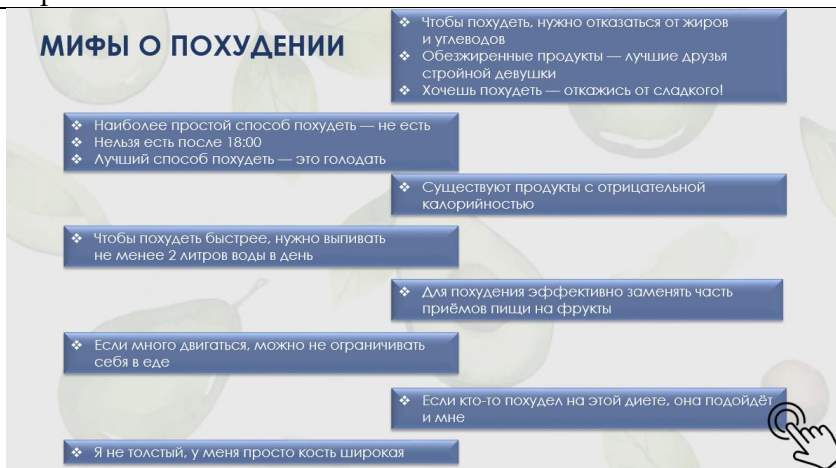 МИФЫ О ПОХУДЕНИИ
❖ Чтобы похудеть, нужно отказаться от жиров
и углеводов
❖ Обезжиренные продукты — лучшие друзья
стройной девушки
❖ Хочешь похудеть — откажись от сладкого!
❖ Наиболее простой способ похудеть — не есть
❖ Нельзя есть после 18:00
❖ Лучший способ похудеть — это голодать
❖ Существуют продукты с отрицательной
калорийностью
❖ Чтобы похудеть быстрее, нужно выпивать
не менее 2 литров воды в день
❖ Для похудения эффективно заменять часть
приёмов пищи на фрукты
❖ Если много двигаться, можно не ограничивать
себя в еде
❖ Если кто-то похудел на этой диете, она подойдёт
и мне
❖ Я не толстый, у меня просто кость широкая